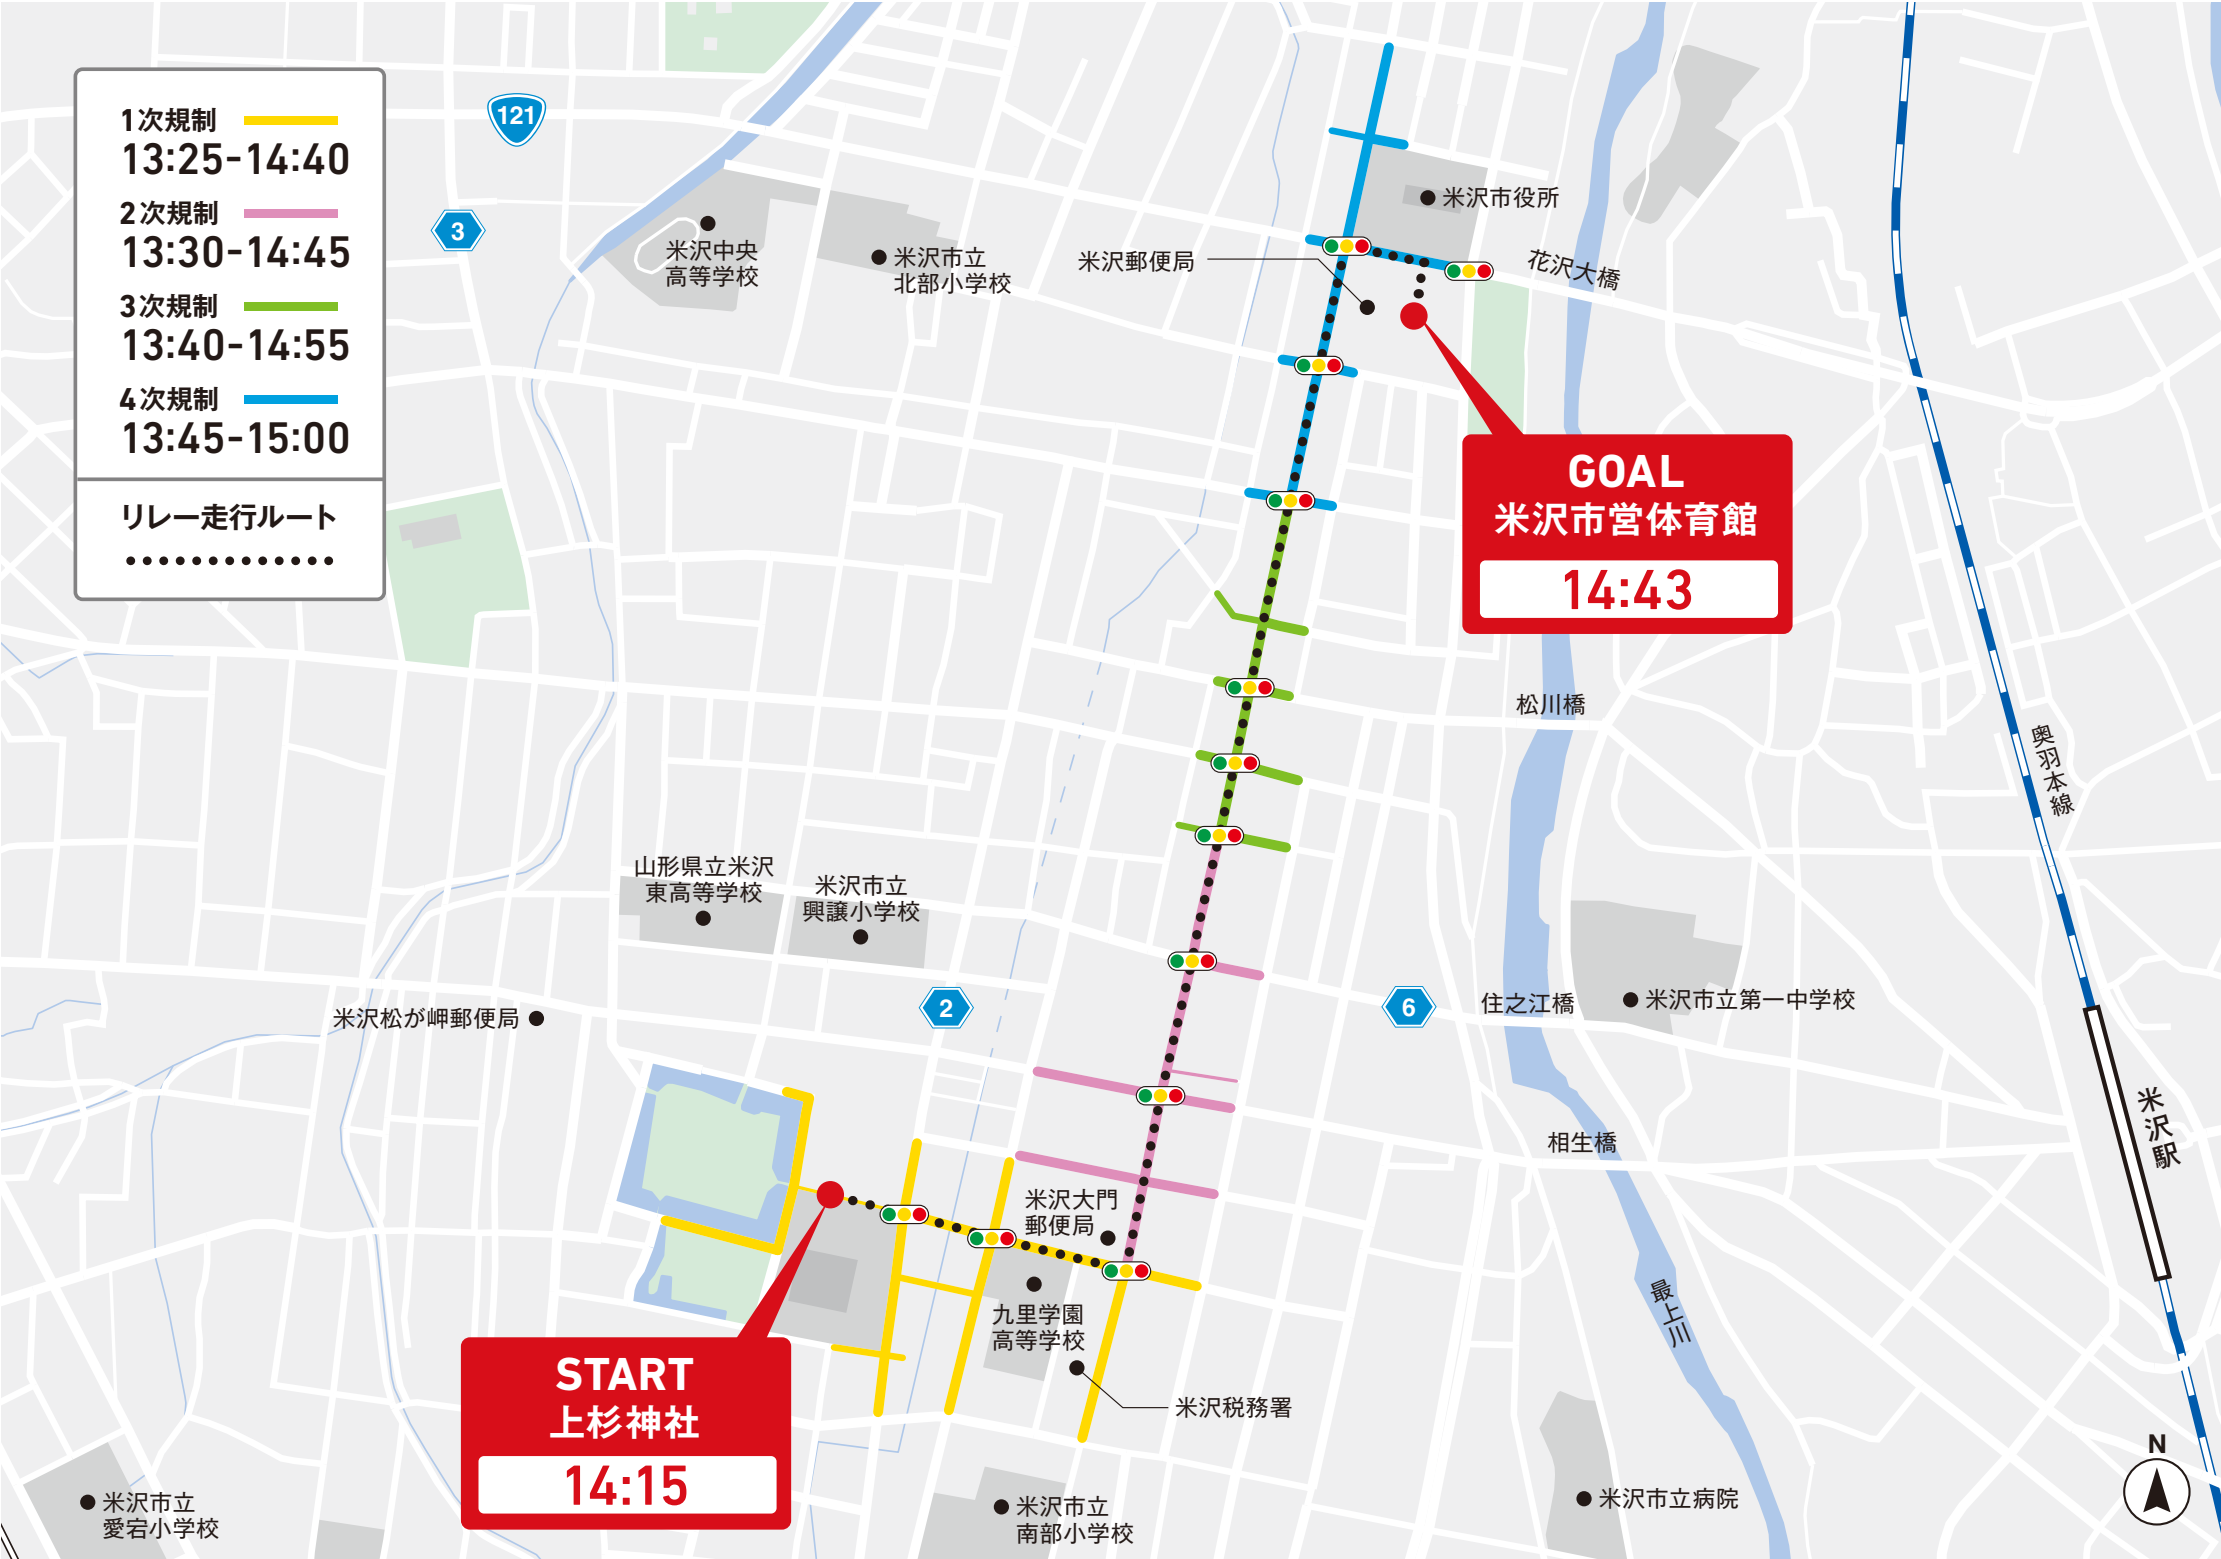 1次規制
13:25-14:40
2次規制
13:30-14:45
3次規制
13:40-14:55
4次規制
13:45-15:00
リレー走行ルート
121
3
米沢中央
高等学校
米沢市立
北部小学校
米沢郵便局
米沢市役所
花沢大橋
GOAL
米沢市営体育館
14:43
松川橋
奥羽本線
山形県立米沢
東高等学校
米沢市立
興譲小学校
米沢松が岬郵便局
2
6
住之江橋
米沢市立第一中学校
相生橋
米沢駅
米沢大門
郵便局
九里学園
高等学校
最上川
START
上杉神社
14:15
米沢税務署
米沢市立
愛宕小学校
米沢市立
南部小学校
米沢市立病院
N